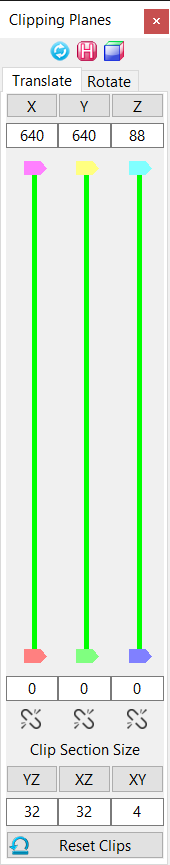 Clipping Planes
H
Translate Rotate
X Y Z
640 640 88
0 0 0
Clip Section Size
YZ XZ XY
32 32 4
Reset Clips